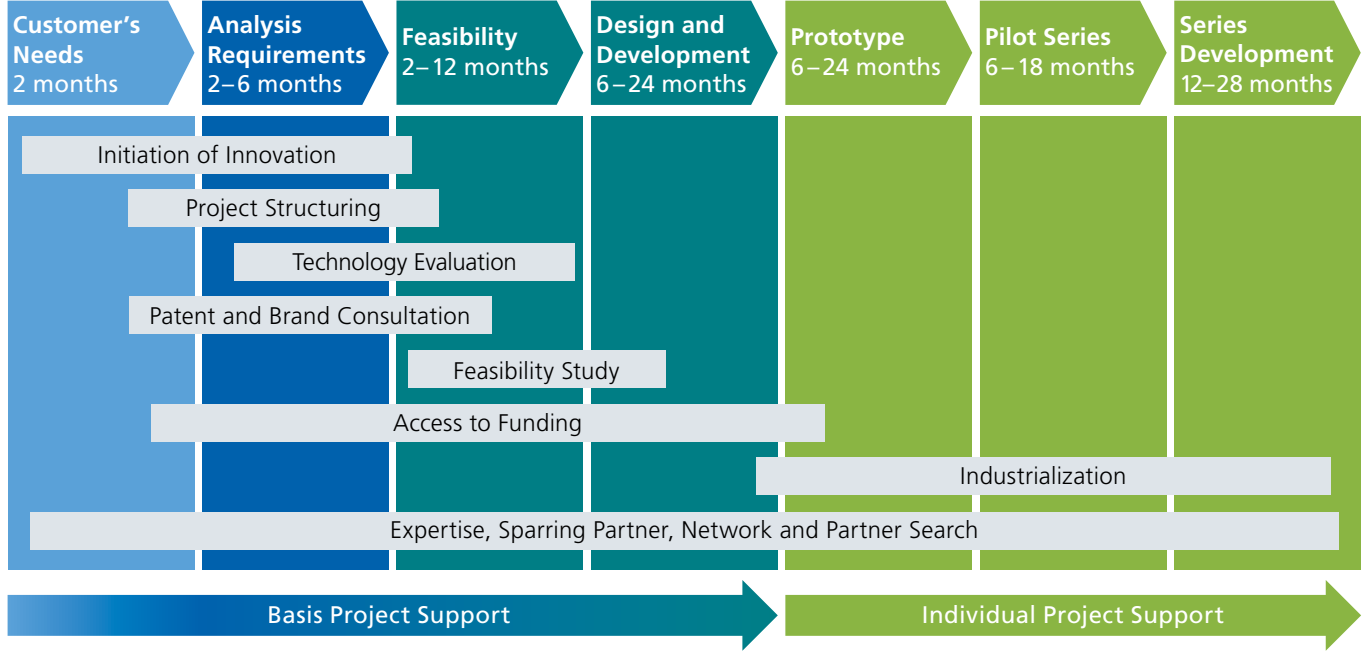 Customer’s
Needs
2 months
Analysis
Requirements
2–6 months
Feasibility
2–12 months
Design and
Development
6–24 months
Prototype
6–24 months
Pilot Series
6–18 months
Series
Development
12–28 months
Initiation of Innovation
Project Structuring
Technology Evaluation
Patent and Brand Consultation
Feasibility Study
Access to Funding
Industrialization
Expertise, Sparring Partner, Network and Partner Search
Basis Project Support
Individual Project Support